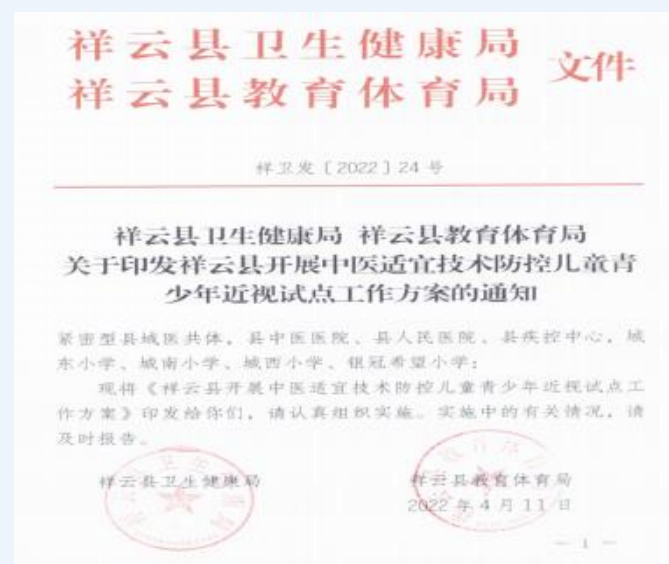 祥云县卫生健康局
祥云县教育体育局
文件
祥卫发〔2022〕24号
祥云县卫生健康局 祥云县教育体育局
关于印发祥云县开展中医适宜技术防控儿童青
少年近视试点工作方案的通知
紧密型县域医共体，县中医医院、县人民医院、县疾控中心，城
东小学、城南小学、城西小学、银冠希望小学：
现将《祥云县开展中医适宜技术防控儿童青少年近视试点工
作方案》印发给你们，请认真组织实施。实施中的有关情况，请
及时报告。
祥云县卫生健康局 祥云县教育体育局
2022年4月11日
— 1 —